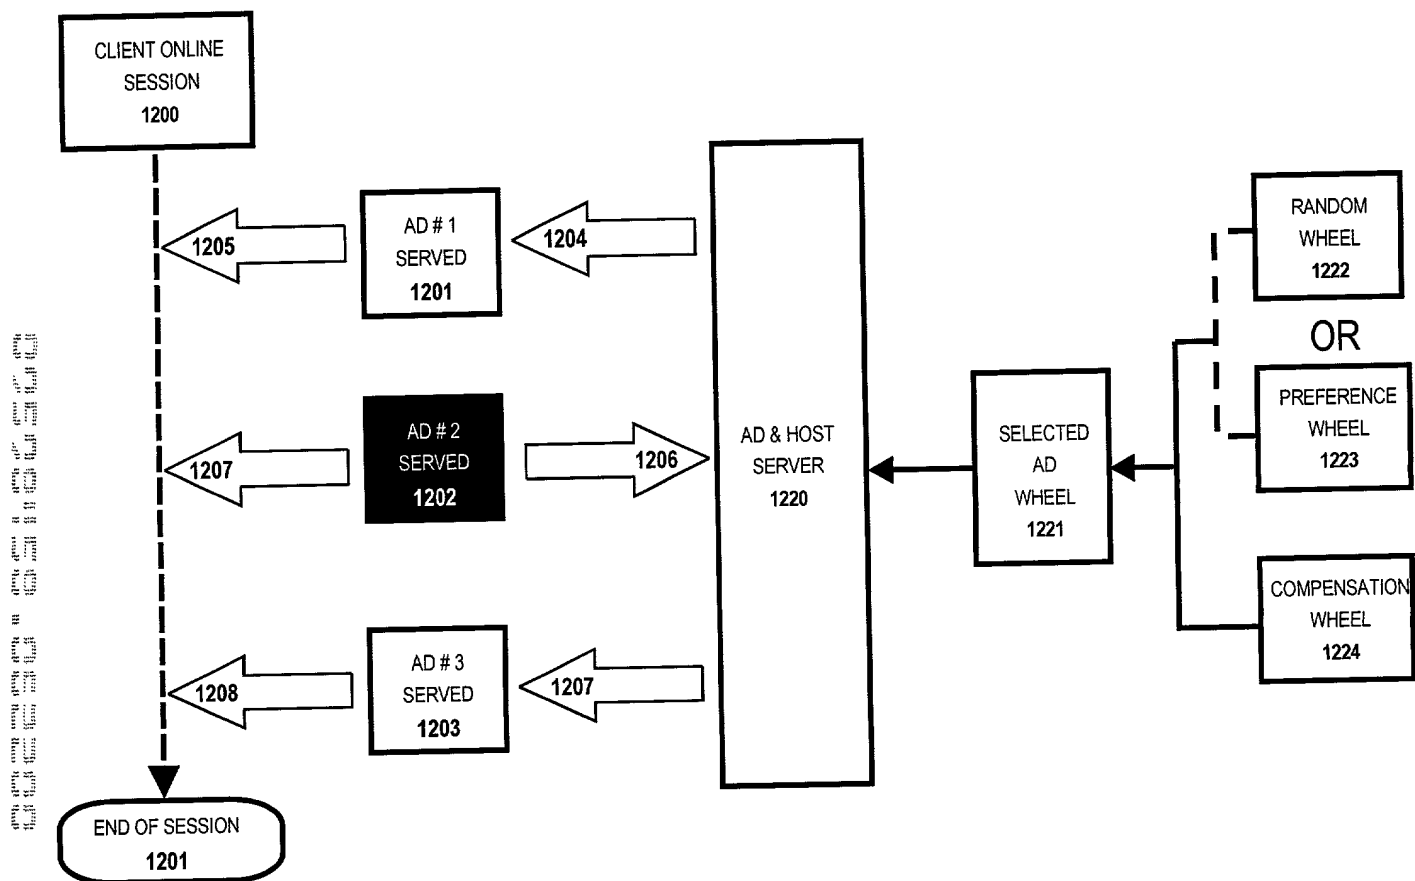 CLIENT ONLINE
SESSION
1200
1205
AD # 1
SERVED
1201
1204
1207
AD # 2
SERVED
1202
1206
1208
AD # 3
SERVED
1203
1207
END OF SESSION
1201
AD & HOST
SERVER
1220
SELECTED
AD
WHEEL
1221
RANDOM
WHEEL
1222
OR
PREFERENCE
WHEEL
1223
COMPENSATION
WHEEL
1224